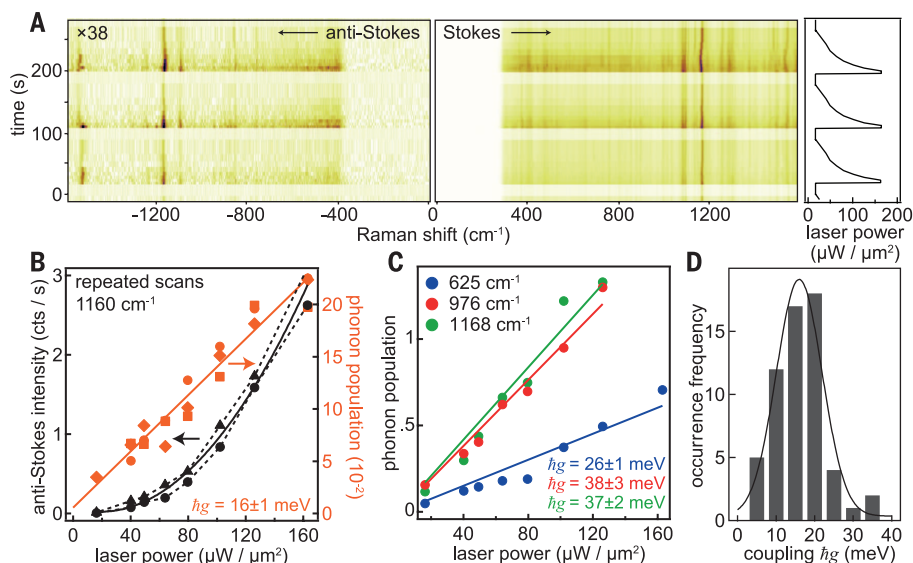 A
×38
anti-Stokes
Stokes
time (s)
200
100
0
-1200
-800
-400
0
400
800
1200
Raman shift (cm⁻¹)
0
100
200
laser power
(µW / µm²)
B
repeated scans
1160 cm⁻¹
anti-Stokes intensity (cts / s)
3
2
1
0
phonon population (10⁻²)
20
15
10
5
0
ħg = 16±1 meV
0
40
80
120
160
laser power (µW / µm²)
C
625 cm⁻¹
976 cm⁻¹
1168 cm⁻¹
phonon population
1
0
ħg = 26±1 meV
ħg = 38±3 meV
ħg = 37±2 meV
0
40
80
120
160
laser power (µW / µm²)
D
occurrence frequency
15
10
5
0
0
10
20
30
40
coupling ħg (meV)